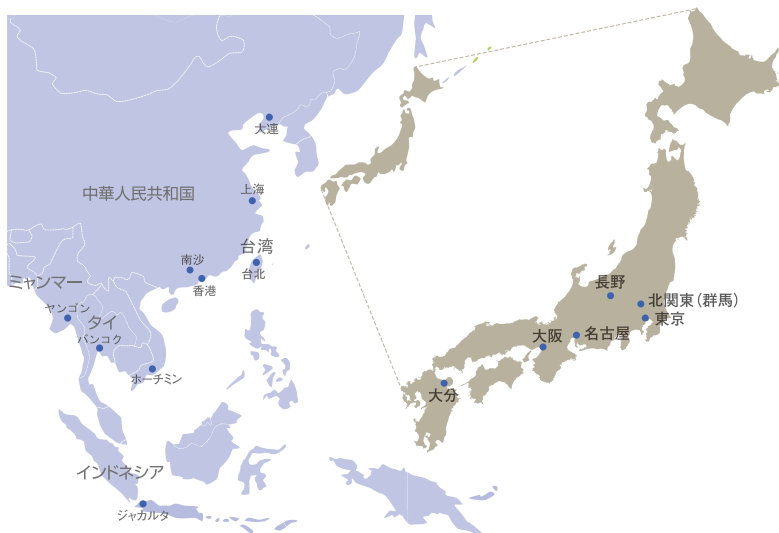 大連
中華人民共和国
上海
台湾
台北
南沙
香港
ミャンマー
ヤンゴン
タイ
バンコク
ホーチミン
インドネシア
ジャカルタ
長野
北関東（群馬）
東京
名古屋
大阪
大分